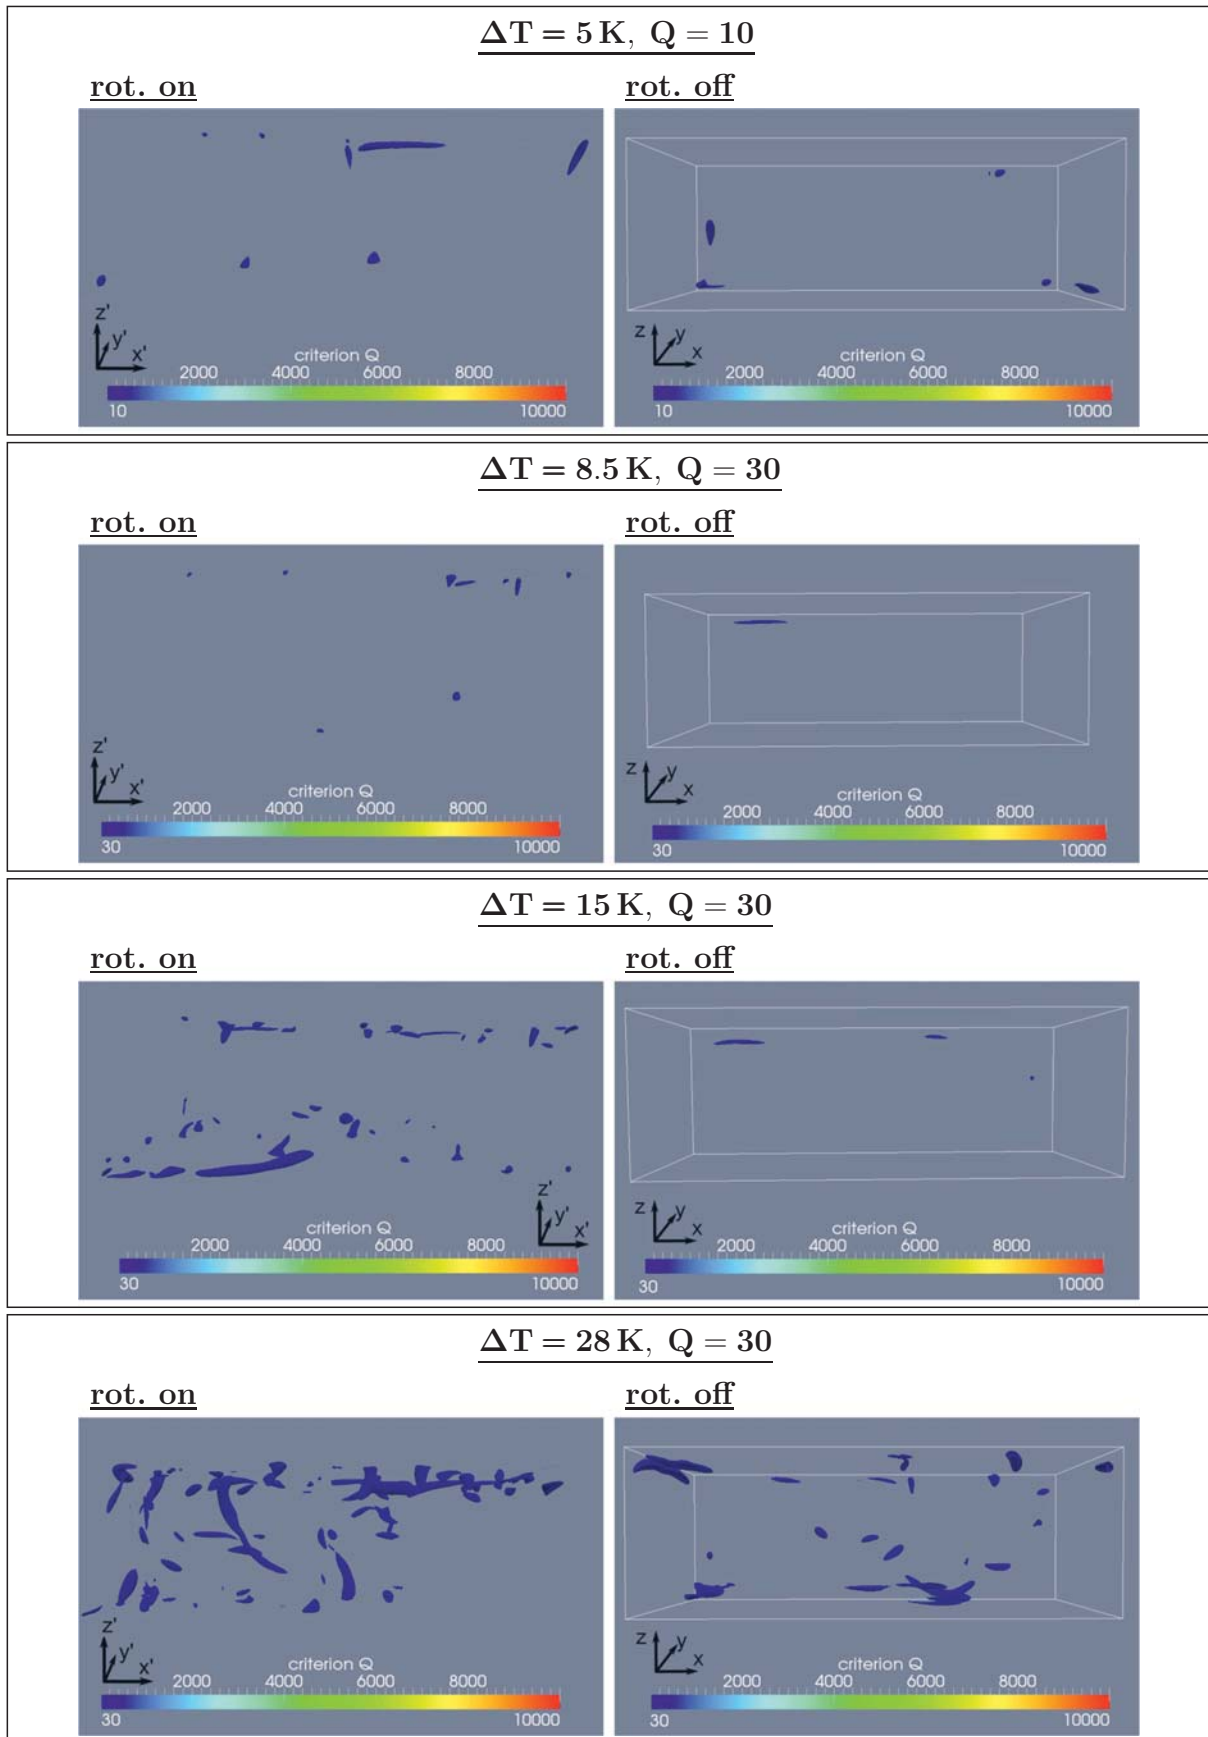 ΔT = 5 K, Q = 10
rot. on
rot. off
z'
y'
x'
criterion Q
2000 4000 6000 8000
10 10000
z
y
x
criterion Q
2000 4000 6000 8000
10 10000
ΔT = 8.5 K, Q = 30
rot. on
rot. off
z'
y'
x'
criterion Q
2000 4000 6000 8000
30 10000
z
y
x
criterion Q
2000 4000 6000 8000
30 10000
ΔT = 15 K, Q = 30
rot. on
rot. off
z'
y'
x'
criterion Q
2000 4000 6000 8000
30 10000
z
y
x
criterion Q
2000 4000 6000 8000
30 10000
ΔT = 28 K, Q = 30
rot. on
rot. off
z'
y'
x'
criterion Q
2000 4000 6000 8000
30 10000
z
y
x
criterion Q
2000 4000 6000 8000
30 10000